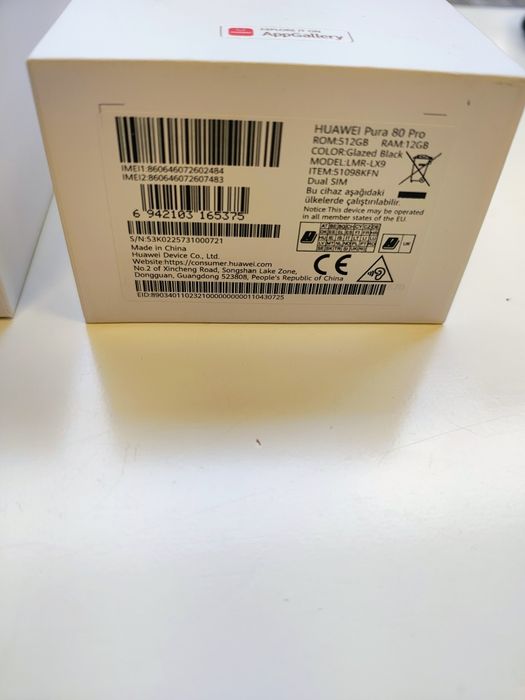 EXPLORE IT ON
AppGallery
IMEI1:860646072602484
IMEI2:860646072607483
6 942103 165375
S/N:53K0225731000721
Made in China
Huawei Device Co., Ltd.
Website:https://consumer.huawei.com
No.2 of Xincheng Road, Songshan Lake Zone,
Dongguan, Guangdong 523808, People's Republic of China
EID:89034011023210000000000110430725
HUAWEI Pura 80 Pro
ROM:512GB RAM:12GB
COLOR:Glazed Black
MODEL:LMR-LX9
ITEM:51098KFN
Dual SIM
Bu cihaz aşağıdaki
ülkelerde çalıştırılabilir.
Notice This device may be operated
in all member states of the EU
CE